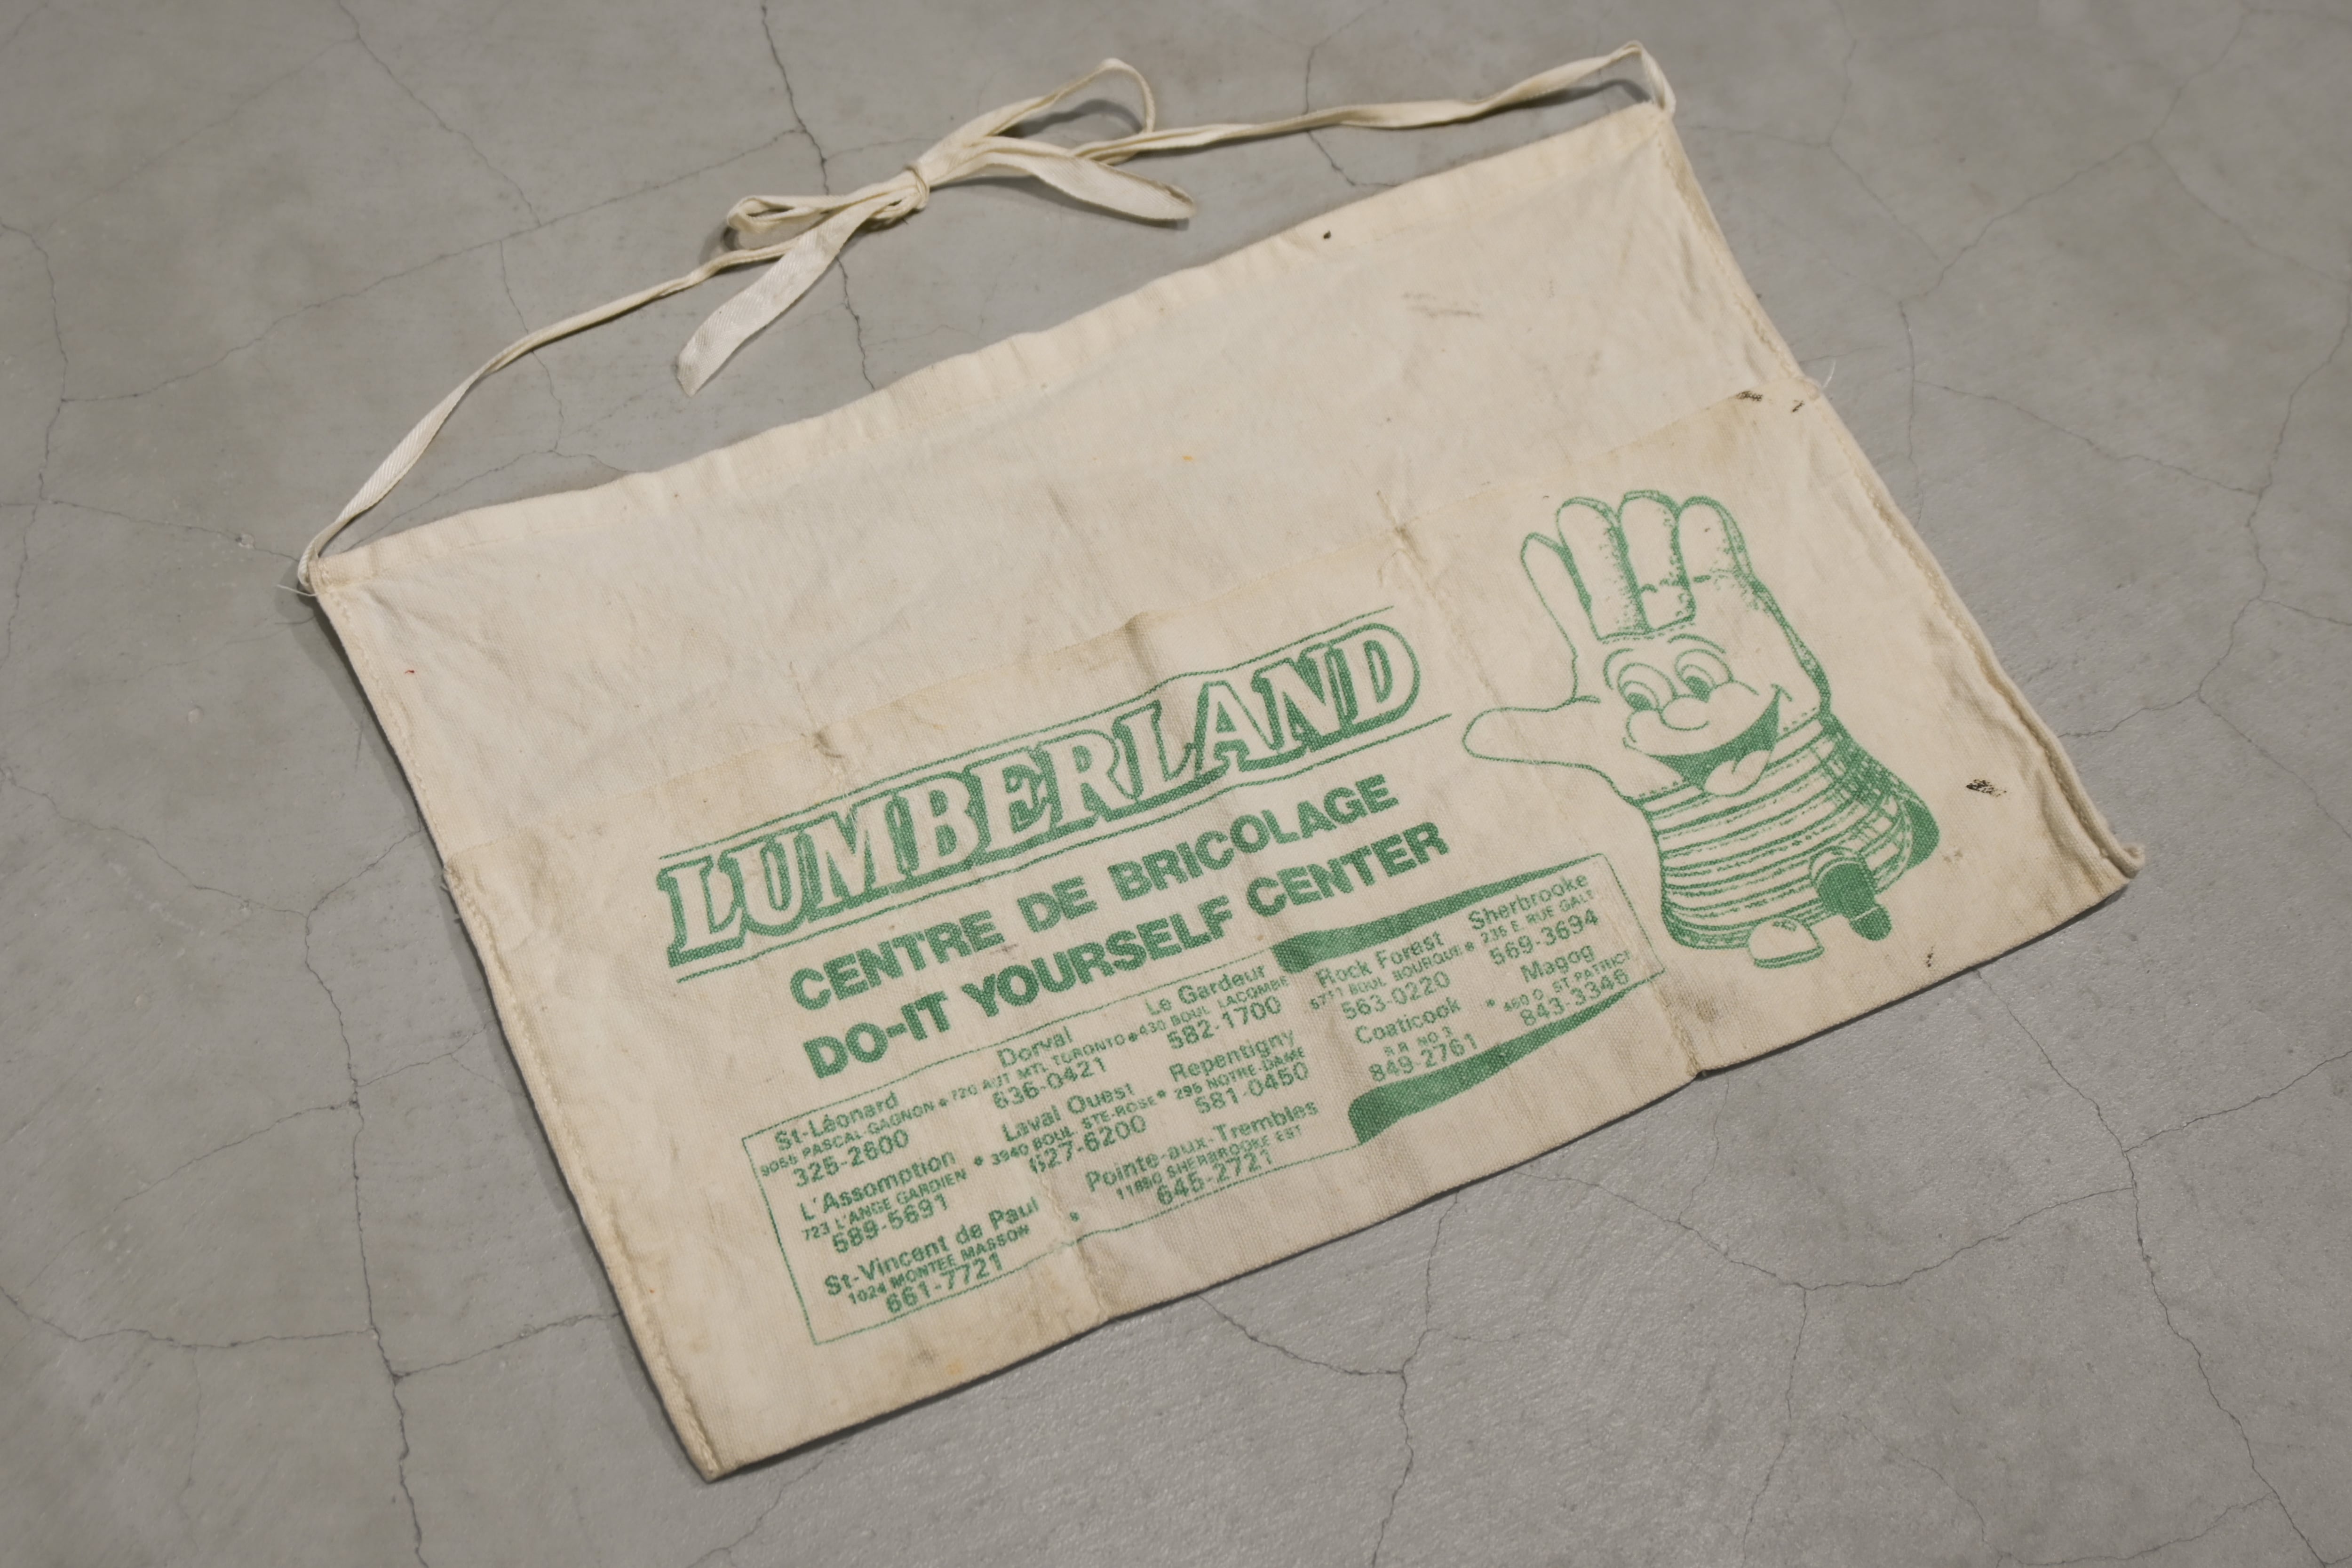 LUMBERLAND
CENTRE DE BRICOLAGE
DO-IT YOURSELF CENTER
St-Léonard
9055 PASCAL-GAGNON
325-2600
Dorval
720 AUT. MTL. TORONTO
636-0421
Le Gardeur
430 BOUL LACOMBE
582-1700
Rock Forest
5711 BOUL BOURQUE
563-0220
Sherbrooke
235 E. RUE GALT
569-3694
L'Assomption
723 L'ANGE GARDIEN
589-5691
Laval Ouest
3940 BOUL STE-ROSE
627-6200
Repentigny
295 NOTRE-DAME
581-0450
Coaticook
R.R. NO 3
849-2761
Magog
460 O. ST-PATRICE
843-3346
St-Vincent de Paul
1024 MONTEE MASSON
661-7721
Pointe-aux-Trembles
11850 SHERBROOKE EST
645-2721